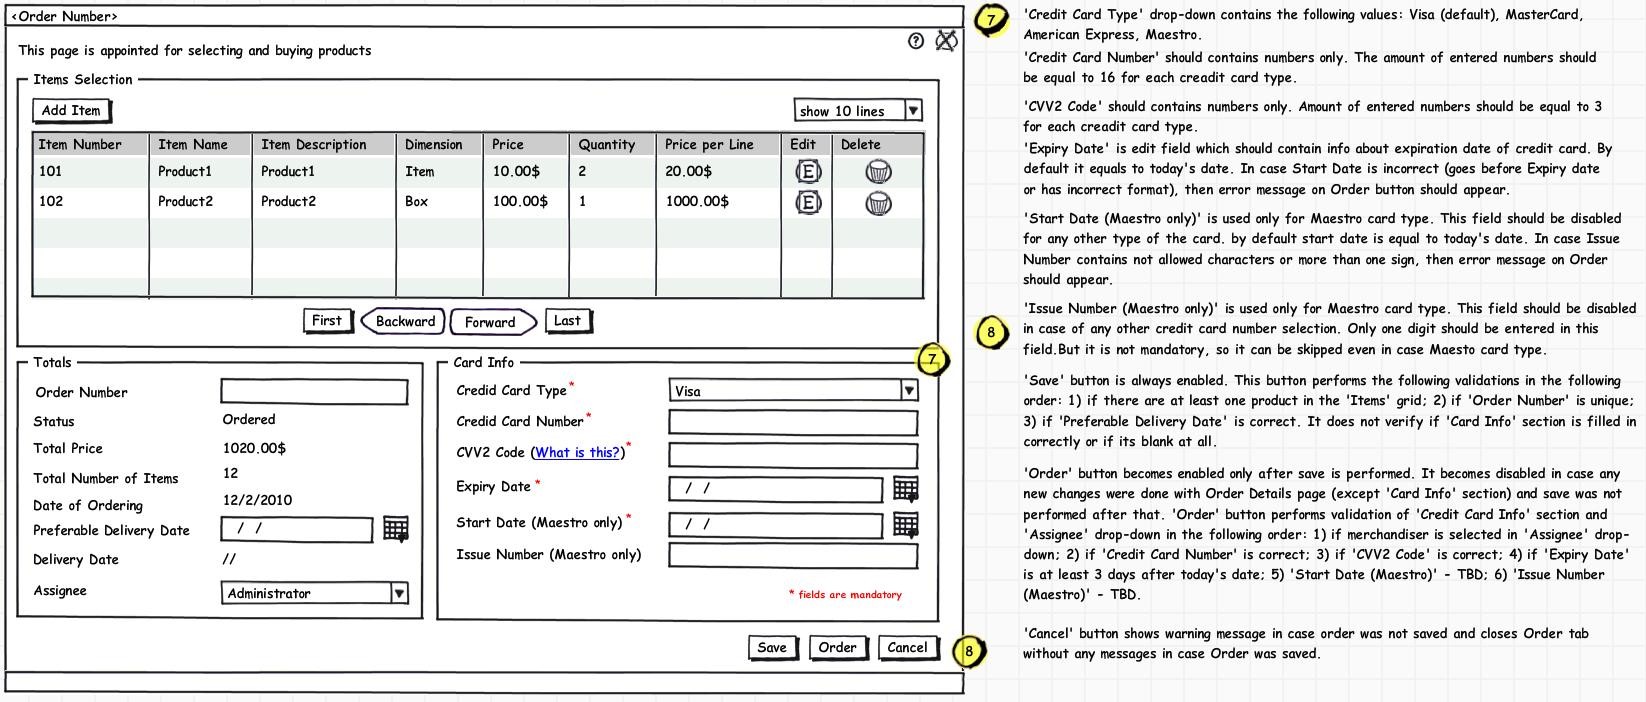 <Order Number>
This page is appointed for selecting and buying products
?
Items Selection
Add Item
show 10 lines
Item Number Item Name Item Description Dimension Price Quantity Price per Line Edit Delete
101 Product1 Product1 Item 10.00$ 2 20.00$ E
102 Product2 Product2 Box 100.00$ 1 1000.00$ E
First Backward Forward Last
Totals
Order Number
Status Ordered
Total Price 1020.00$
Total Number of Items 12
Date of Ordering 12/2/2010
Preferable Delivery Date / /
Delivery Date //
Assignee Administrator
Card Info
7
Credid Card Type* Visa
Credid Card Number*
CVV2 Code (What is this?)*
Expiry Date * / /
Start Date (Maestro only)* / /
Issue Number (Maestro only)
* fields are mandatory
Save Order Cancel
8
7
'Credit Card Type' drop-down contains the following values: Visa (default), MasterCard,
American Express, Maestro.
'Credit Card Number' should contains numbers only. The amount of entered numbers should
be equal to 16 for each creadit card type.
'CVV2 Code' should contains numbers only. Amount of entered numbers should be equal to 3
for each creadit card type.
'Expiry Date' is edit field which should contain info about expiration date of credit card. By
default it equals to today's date. In case Start Date is incorrect (goes before Expiry date
or has incorrect format), then error message on Order button should appear.
'Start Date (Maestro only)' is used only for Maestro card type. This field should be disabled
for any other type of the card. by default start date is equal to today's date. In case Issue
Number contains not allowed characters or more than one sign, then error message on Order
should appear.
'Issue Number (Maestro only)' is used only for Maestro card type. This field should be disabled
in case of any other credit card number selection. Only one digit should be entered in this
field.But it is not mandatory, so it can be skipped even in case Maesto card type.
8
'Save' button is always enabled. This button performs the following validations in the following
order: 1) if there are at least one product in the 'Items' grid; 2) if 'Order Number' is unique;
3) if 'Preferable Delivery Date' is correct. It does not verify if 'Card Info' section is filled in
correctly or if its blank at all.
'Order' button becomes enabled only after save is performed. It becomes disabled in case any
new changes were done with Order Details page (except 'Card Info' section) and save was not
performed after that. 'Order' button performs validation of 'Credit Card Info' section and
'Assignee' drop-down in the following order: 1) if merchandiser is selected in 'Assignee' drop-
down; 2) if 'Credit Card Number' is correct; 3) if 'CVV2 Code' is correct; 4) if 'Expiry Date'
is at least 3 days after today's date; 5) 'Start Date (Maestro)' - TBD; 6) 'Issue Number
(Maestro)' - TBD.
'Cancel' button shows warning message in case order was not saved and closes Order tab
without any messages in case Order was saved.